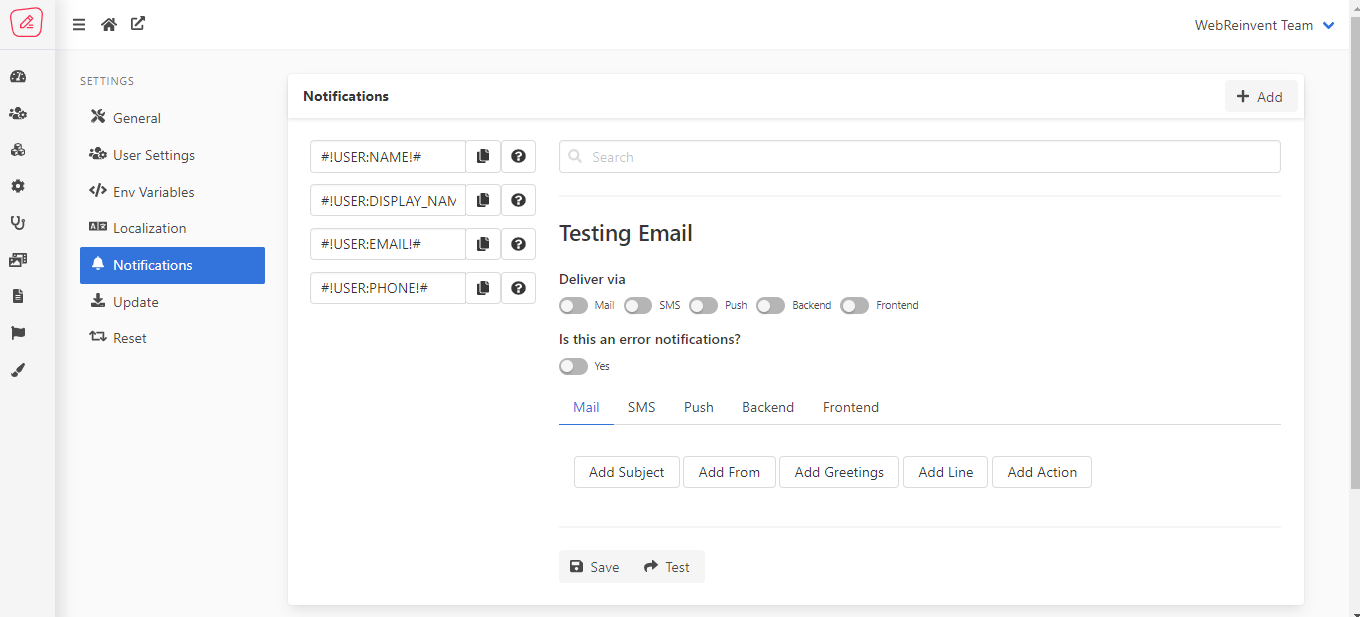 WebReinvent Team
SETTINGS
General
User Settings
Env Variables
Localization
Notifications
Update
Reset
Notifications
Add
#!USER:NAME!#
#!USER:DISPLAY_NAM
#!USER:EMAIL!#
#!USER:PHONE!#
Search
Testing Email
Deliver via
Mail SMS Push Backend Frontend
Is this an error notifications?
Yes
Mail SMS Push Backend Frontend
Add Subject Add From Add Greetings Add Line Add Action
Save Test